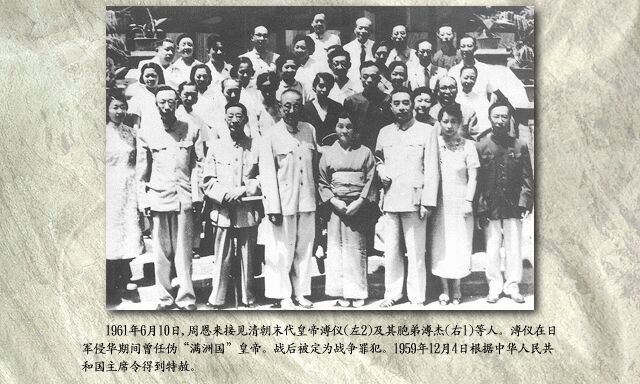 1961年6月10日，周恩来接见清朝末代皇帝溥仪(左2)及其胞弟溥杰(右1)等人。溥仪在日
军侵华期间曾任伪“满洲国”皇帝。战后被定为战争罪犯。1959年12月4日根据中华人民共
和国主席令得到特赦。